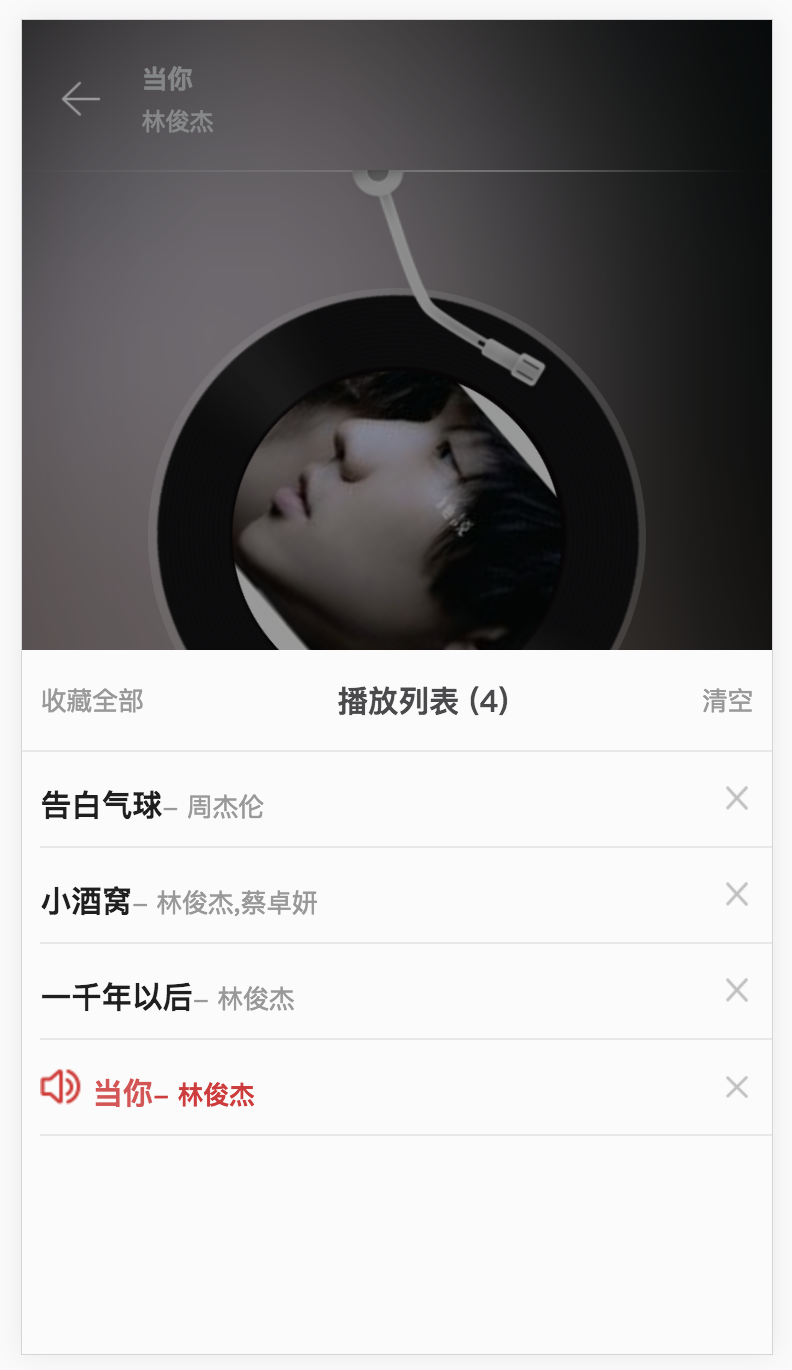 当你
林俊杰
收藏全部 播放列表 (4) 清空
告白气球– 周杰伦
小酒窝– 林俊杰,蔡卓妍
一千年以后– 林俊杰
当你– 林俊杰